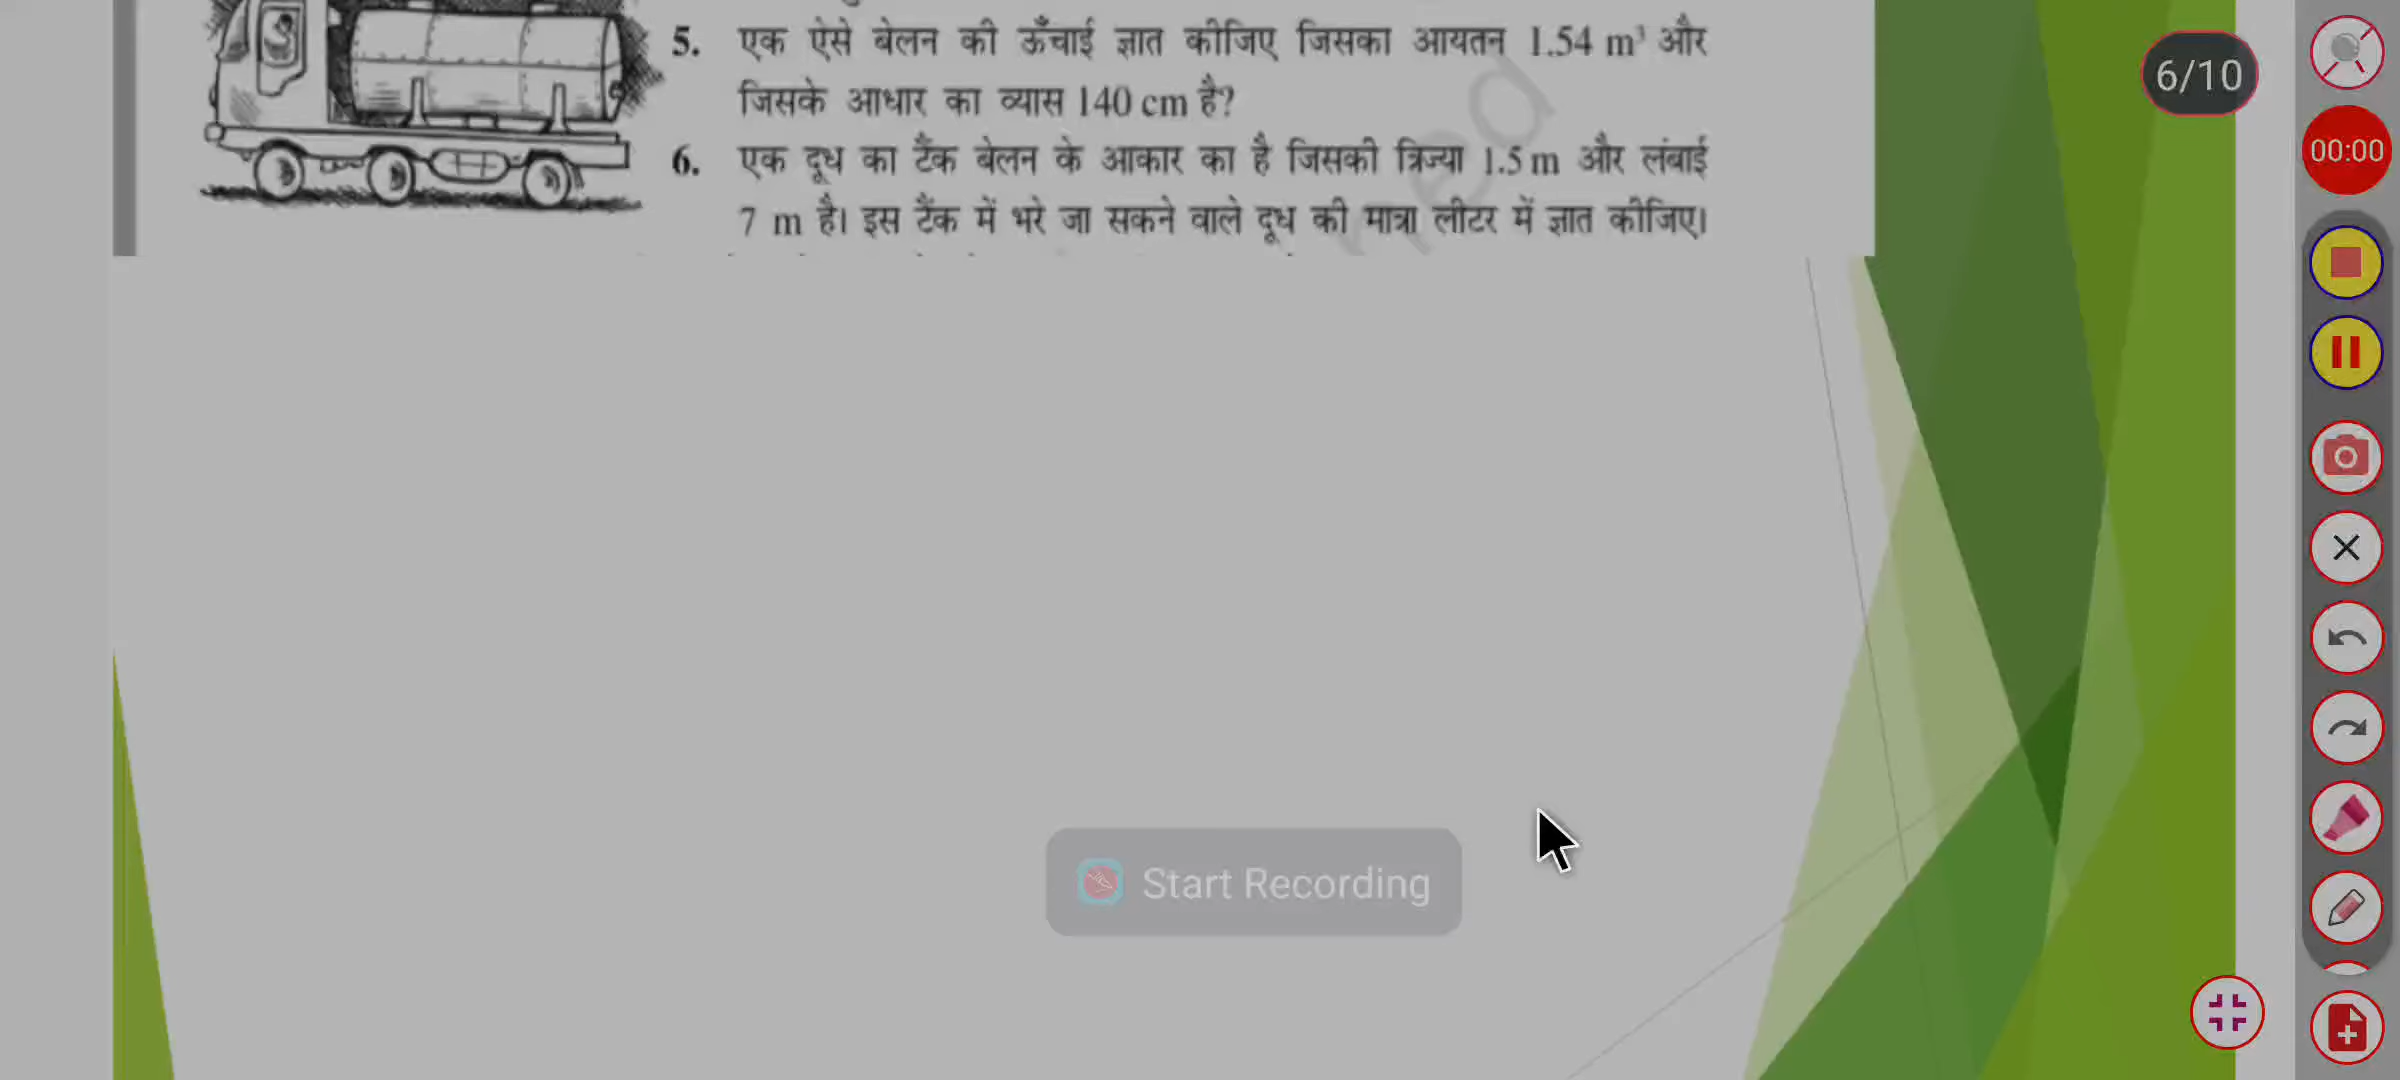 5. एक ऐसे बेलन की ऊँचाई ज्ञात कीजिए जिसका आयतन 1.54 m³ और
जिसके आधार का व्यास 140 cm है?
6. एक दूध का टैंक बेलन के आकार का है जिसकी त्रिज्या 1.5 m और लंबाई
7 m है। इस टैंक में भरे जा सकने वाले दूध की मात्रा लीटर में ज्ञात कीजिए।
6/10
00:00
Start Recording